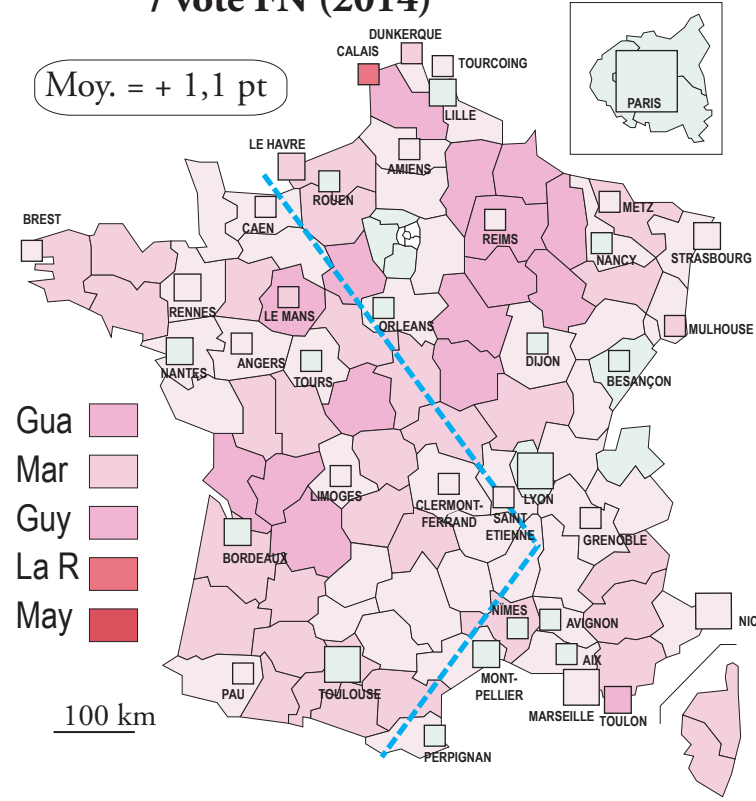 / vote FN (2014)
DUNKERQUE
CALAIS
TOURCOING
Moy. = + 1,1 pt
LILLE
PARIS
LE HAVRE
AMIENS
ROUEN
CAEN
BREST
METZ
REIMS
NANCY
STRASBOURG
RENNES
LE MANS
ORLEANS
MULHOUSE
ANGERS
DIJON
NANTES
TOURS
BESANÇON
Gua
Mar
Guy
La R
May
LIMOGES
CLERMONT-
FERRAND
LYON
SAINT
ETIENNE
GRENOBLE
BORDEAUX
NÎMES
AVIGNON
NIC
AIX
PAU
TOULOUSE
MONT-
PELLIER
MARSEILLE
TOULON
100 km
PERPIGNAN